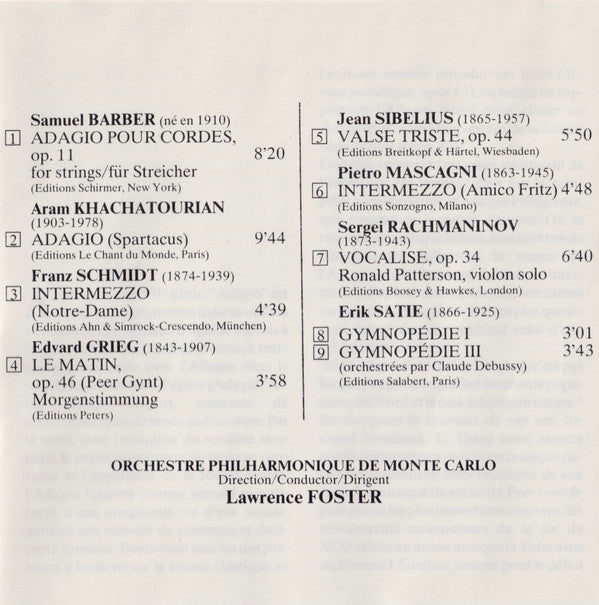 Samuel BARBER (né en 1910)
1 ADAGIO POUR CORDES,
op. 11 8'20
for strings/für Streicher
(Editions Schirmer, New York)
Aram KHACHATOURIAN
(1903-1978)
2 ADAGIO (Spartacus) 9'44
(Editions Le Chant du Monde, Paris)
Franz SCHMIDT (1874-1939)
3 INTERMEZZO
(Notre-Dame) 4'39
(Editions Ahn & Simrock-Crescendo, München)
Edvard GRIEG (1843-1907)
4 LE MATIN,
op. 46 (Peer Gynt) 3'58
Morgenstimmung
(Editions Peters)
Jean SIBELIUS (1865-1957)
5 VALSE TRISTE, op. 44 5'50
(Editions Breitkopf & Härtel, Wiesbaden)
Pietro MASCAGNI (1863-1945)
6 INTERMEZZO (Amico Fritz) 4'48
(Editions Sonzogno, Milano)
Sergei RACHMANINOV
(1873-1943)
7 VOCALISE, op. 34 6'40
Ronald Patterson, violon solo
(Editions Boosey & Hawkes, London)
Erik SATIE (1866-1925)
8 GYMNOPÉDIE I 3'01
9 GYMNOPÉDIE III 3'43
(orchestrées par Claude Debussy)
(Editions Salabert, Paris)
ORCHESTRE PHILHARMONIQUE DE MONTE CARLO
Direction/Conductor/Dirigent
Lawrence FOSTER